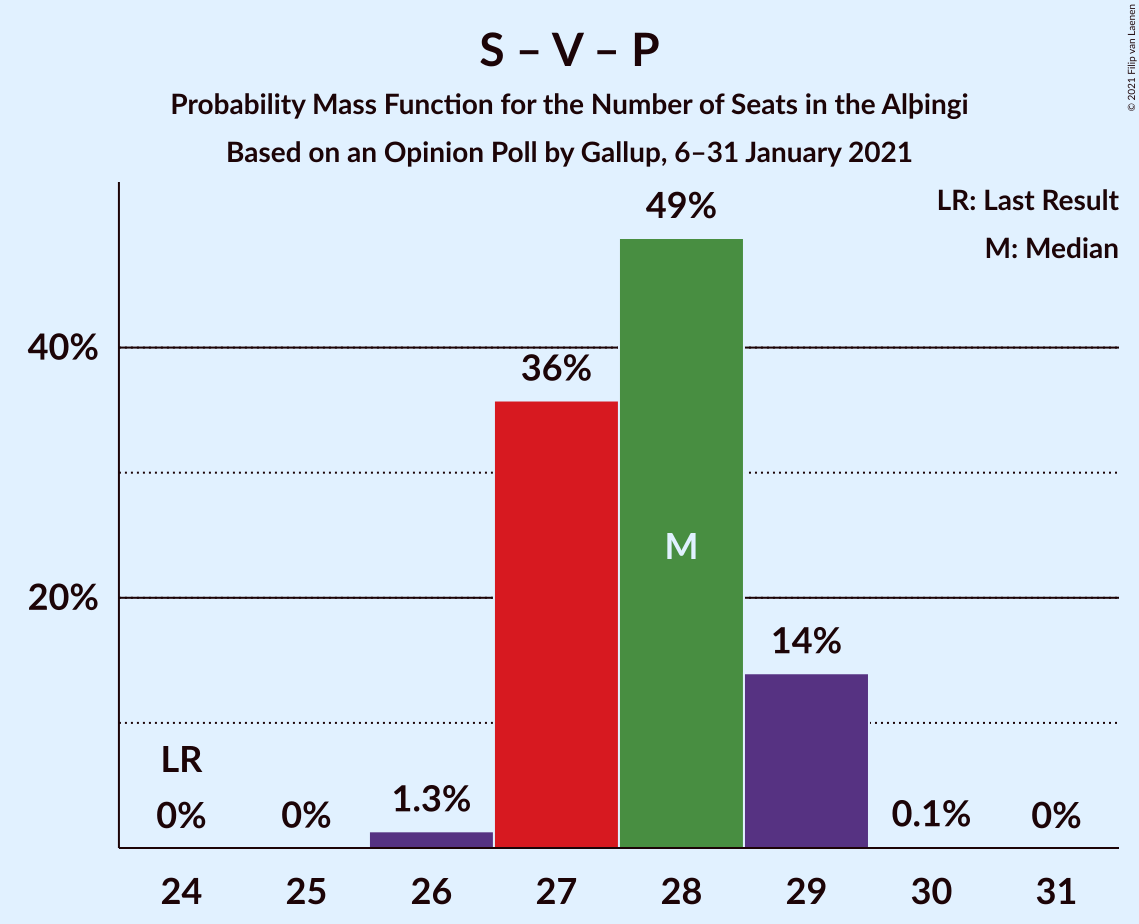 S – V – P
Probability Mass Function for the Number of Seats in the Alþingi
Based on an Opinion Poll by Gallup, 6–31 January 2021
© 2021 Filip van Laenen
LR: Last Result
M: Median
49%
40%
36%
M
20%
14%
LR
0%
0%
1.3%
0.1%
0%
24
25
26
27
28
29
30
31